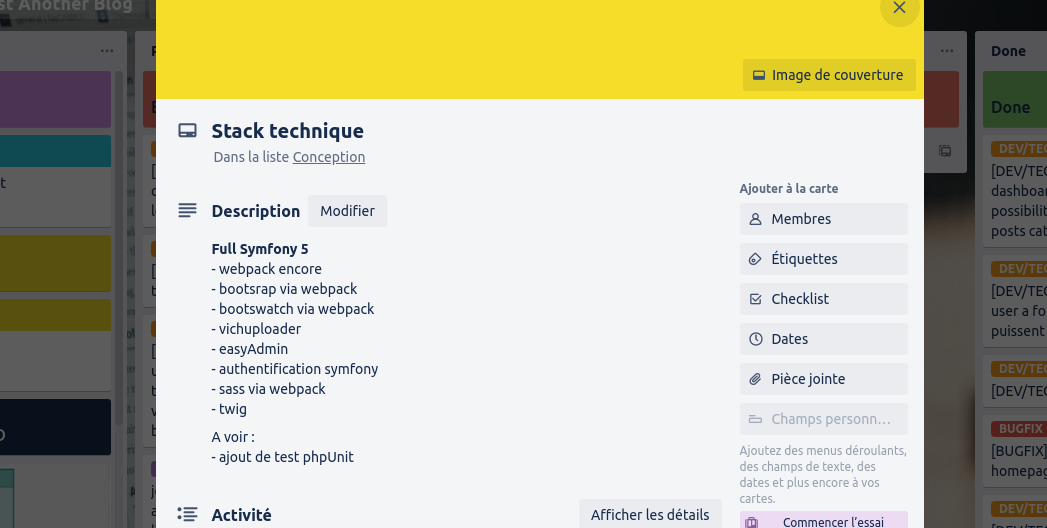 st Another Blog
Image de couverture
Stack technique
Dans la liste Conception
Description
Modifier
Full Symfony 5
- webpack encore
- bootsrap via webpack
- bootswatch via webpack
- vichuploader
- easyAdmin
- authentification symfony
- sass via webpack
- twig
A voir :
- ajout de test phpUnit
Activité
Afficher les détails
Ajouter à la carte
Membres
Étiquettes
Checklist
Dates
Pièce jointe
Champs personn…
Ajoutez des menus déroulants,
des champs de texte, des
dates et plus encore à vos
cartes.
Commencer l'essai
Done
Done
DEV/TEC
[DEV/TEC
dashboa
possibilit
posts cat
DEV/TEC
[DEV/TEC
user a fo
puissent
DEV/TEC
[DEV/TEC
BUGFIX
[BUGFIX]
homepag
DEV/TEC